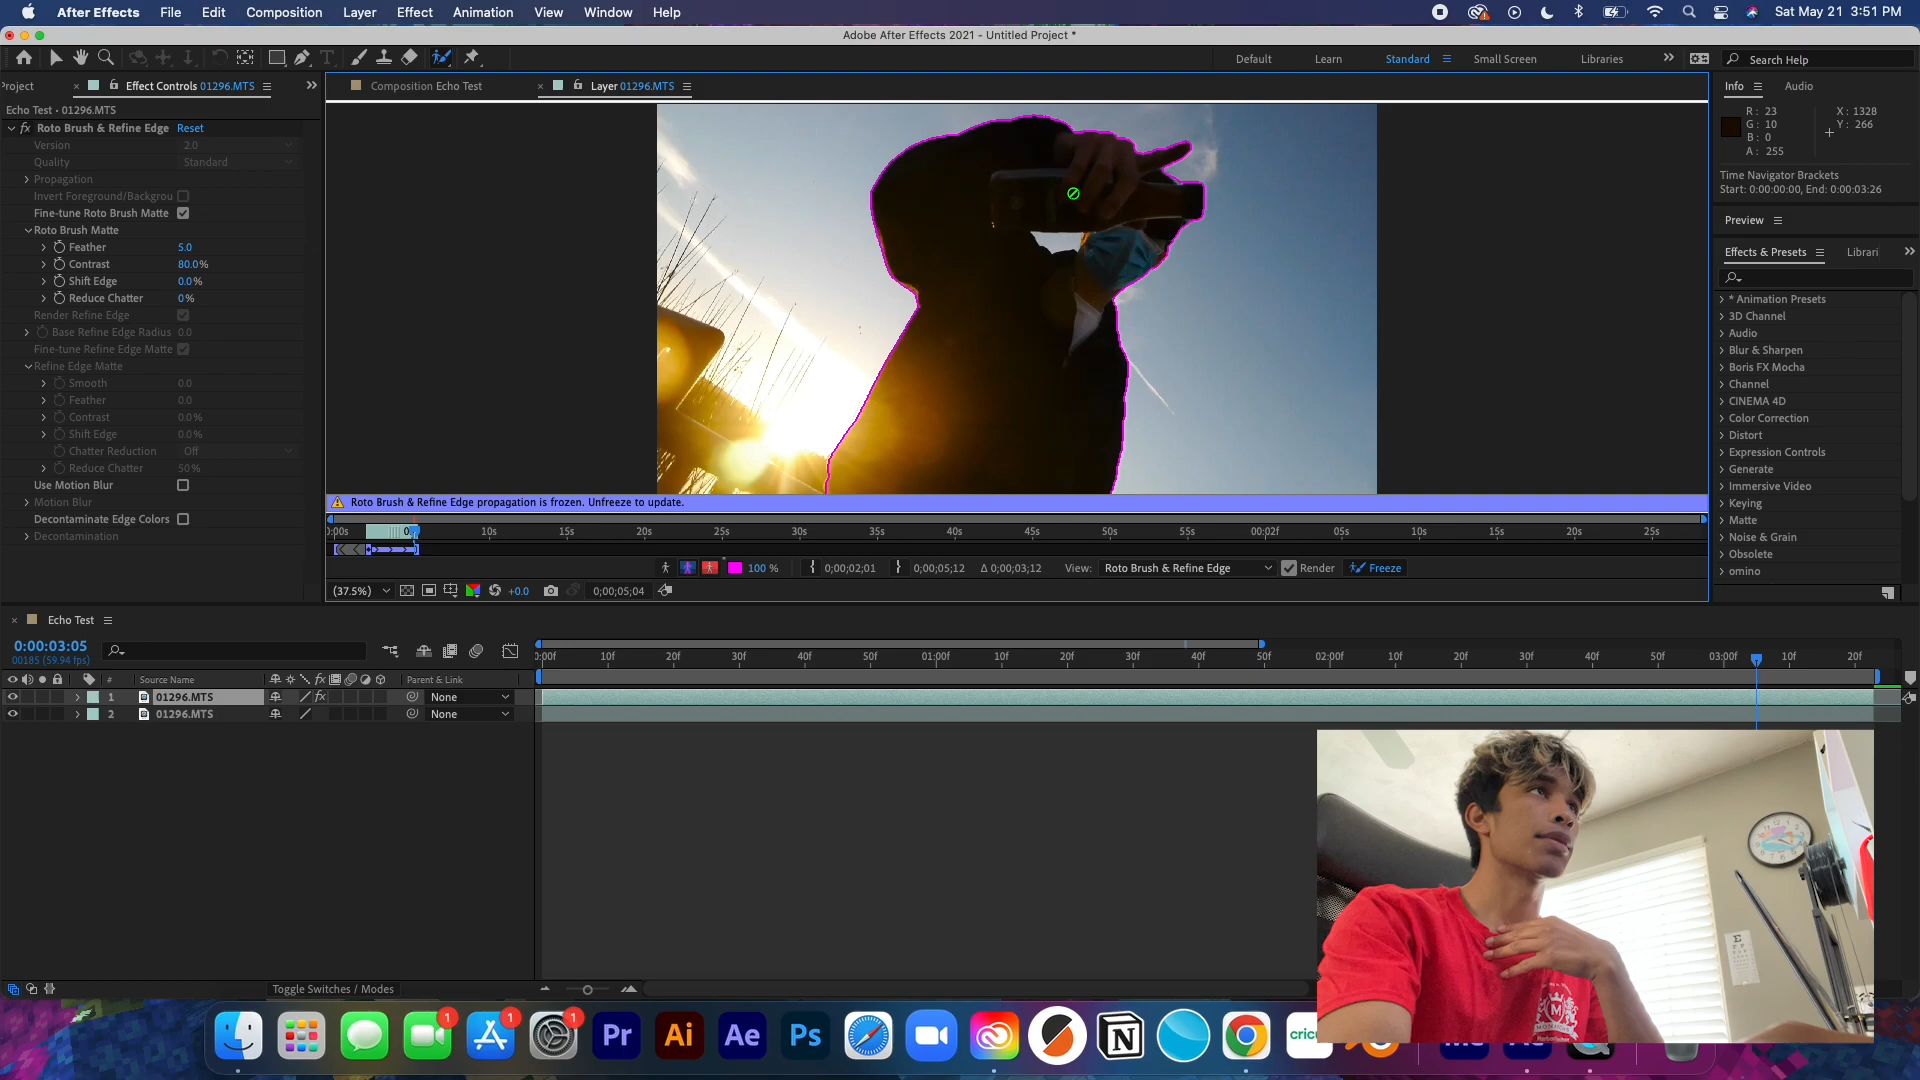 After Effects File Edit Composition Layer Effect Animation View Window Help Sat May 21 3:51 PM
Adobe After Effects 2021 - Untitled Project *
Default Learn Standard Small Screen Libraries Search Help
Project Effect Controls 01296.MTS Composition Echo Test Layer 01296.MTS Info Audio
Echo Test • 01296.MTS
Roto Brush & Refine Edge Reset
Version 2.0
Quality Standard
Propagation
Invert Foreground/Backgrou
Fine-tune Roto Brush Matte
Roto Brush Matte
Feather 5.0
Contrast 80.0%
Shift Edge 0.0%
Reduce Chatter 0%
Render Refine Edge
Base Refine Edge Radius 0.0
Fine-tune Refine Edge Matte
Refine Edge Matte
Smooth 0.0
Feather 0.0
Contrast 0.0%
Shift Edge 0.0%
Chatter Reduction Off
Reduce Chatter 50%
Use Motion Blur
Motion Blur
Decontaminate Edge Colors
Decontamination
R: 23 X: 1328
G: 10 Y: 266
B: 0
A: 255
Time Navigator Brackets
Start: 0:00:00:00, End: 0:00:03:26
Preview
Effects & Presets Librari
* Animation Presets
3D Channel
Audio
Blur & Sharpen
Boris FX Mocha
Channel
CINEMA 4D
Color Correction
Distort
Expression Controls
Generate
Immersive Video
Keying
Matte
Noise & Grain
Obsolete
omino
Roto Brush & Refine Edge propagation is frozen. Unfreeze to update.
0:00s 10s 15s 20s 25s 30s 35s 40s 45s 50s 55s 00:02f 05s 10s 15s 20s 25s
100 % 0;00;02;01 0;00;05;12 Δ 0;00;03;12 View: Roto Brush & Refine Edge Render Freeze
(37.5%) +0.0 0;00;05;04
Echo Test
0:00:03:05
00185 (59.94 fps)
0:00f 10f 20f 30f 40f 50f 01:00f 10f 20f 30f 40f 50f 02:00f 10f 20f 30f 40f 50f 03:00f 10f 20f
# Source Name fx Parent & Link
1 01296.MTS fx None
2 01296.MTS None
Toggle Switches / Modes
1 1 1
Pr Ai Ae Ps N cric